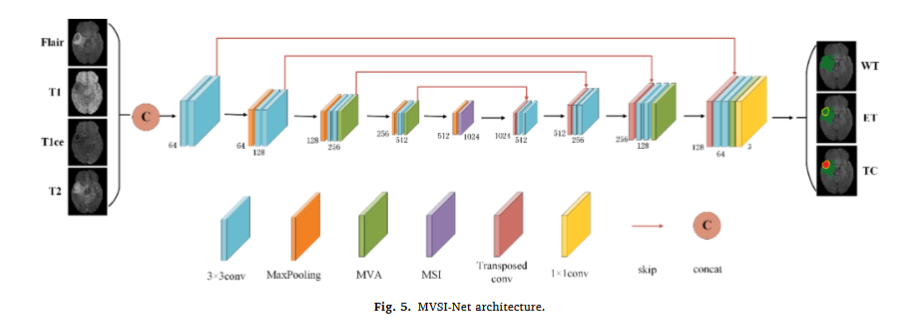 Flair
T1
T1ce
T2
C
64
64
128
128
256
256
512
512
1024
1024
512
512
256
256
128
128
64
3
WT
ET
TC
3×3conv
MaxPooling
MVA
MSI
Transposed
conv
1×1conv
skip
C
concat
Fig. 5. MVSI-Net architecture.